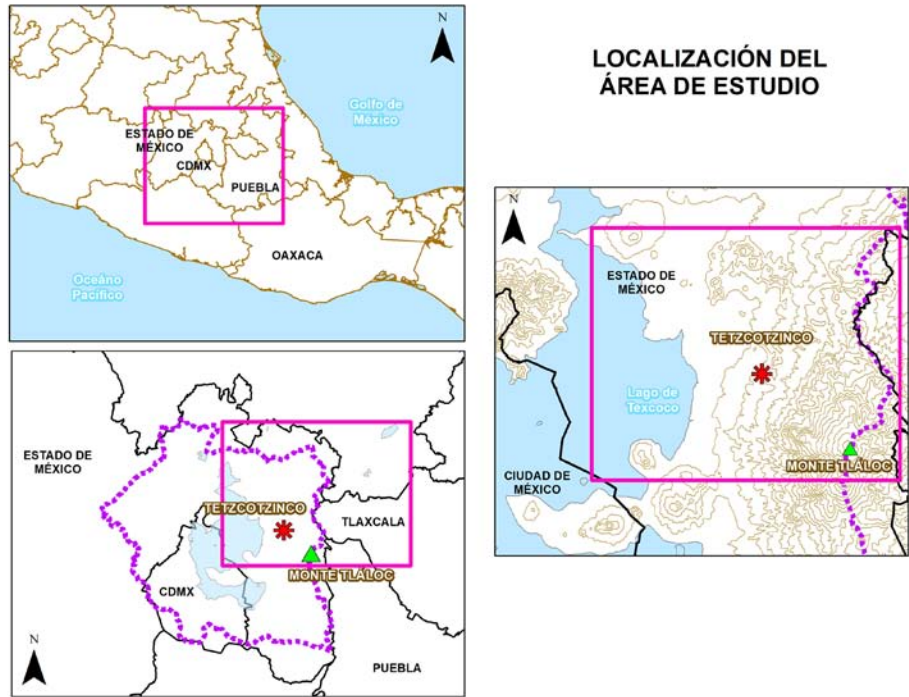 LOCALIZACIÓN DEL
ÁREA DE ESTUDIO
N
Golfo de
México
ESTADO DE
MÉXICO
CDMX
PUEBLA
OAXACA
Oceáno
Pacífico
N
ESTADO DE
MÉXICO
TETZCOTZINCO
Lago de
Texcoco
MONTE TLÁLOC
CIUDAD DE
MÉXICO
ESTADO DE
MÉXICO
TETZCOTZINCO
TLAXCALA
MONTE TLÁLOC
CDMX
N
PUEBLA